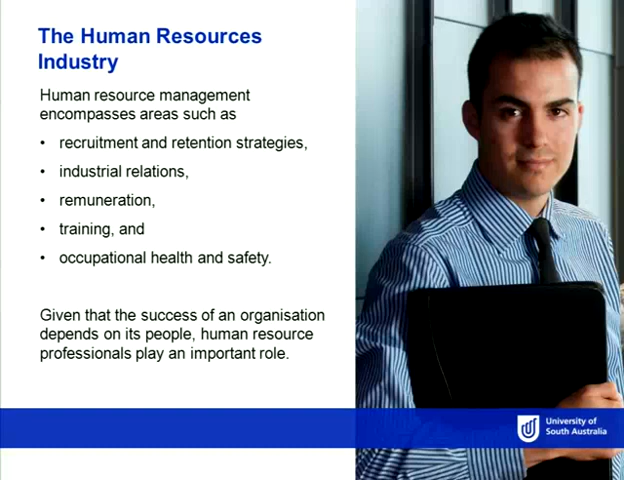 The Human Resources
Industry
Human resource management
encompasses areas such as
• recruitment and retention strategies,
• industrial relations,
• remuneration,
• training, and
• occupational health and safety.
Given that the success of an organisation
depends on its people, human resource
professionals play an important role.
University of
South Australia